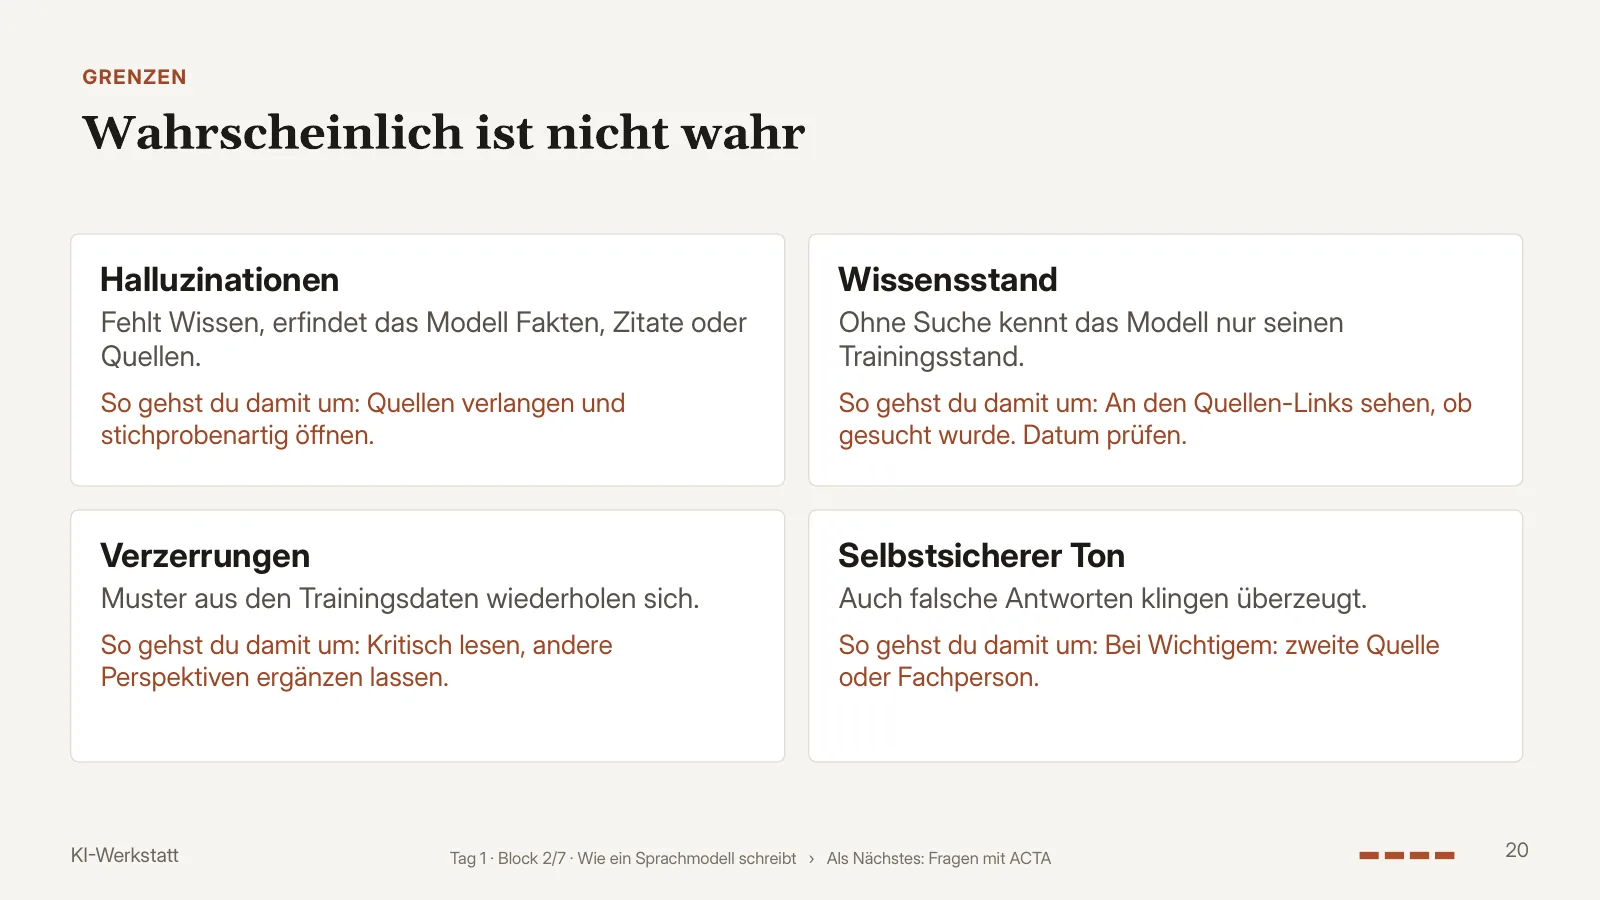 GRENZEN
Wahrscheinlich ist nicht wahr
Halluzinationen
Fehlt Wissen, erfindet das Modell Fakten, Zitate oder
Quellen.
So gehst du damit um: Quellen verlangen und
stichprobenartig öffnen.
Wissensstand
Ohne Suche kennt das Modell nur seinen
Trainingsstand.
So gehst du damit um: An den Quellen-Links sehen, ob
gesucht wurde. Datum prüfen.
Verzerrungen
Muster aus den Trainingsdaten wiederholen sich.
So gehst du damit um: Kritisch lesen, andere
Perspektiven ergänzen lassen.
Selbstsicherer Ton
Auch falsche Antworten klingen überzeugt.
So gehst du damit um: Bei Wichtigem: zweite Quelle
oder Fachperson.
KI-Werkstatt
Tag 1 · Block 2/7 · Wie ein Sprachmodell schreibt › Als Nächstes: Fragen mit ACTA
20